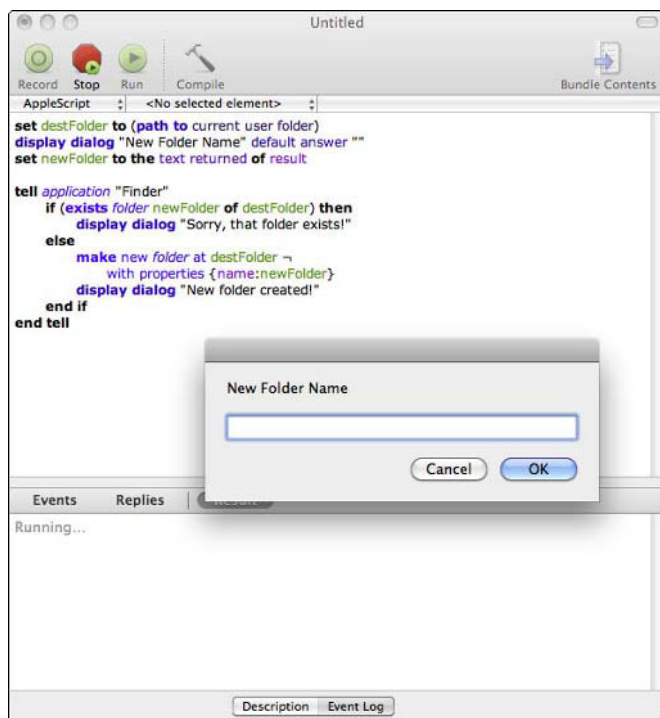 Untitled
Record Stop Run Compile Bundle Contents
AppleScript <No selected element>
set destFolder to (path to current user folder)
display dialog "New Folder Name" default answer ""
set newFolder to the text returned of result
tell application "Finder"
if (exists folder newFolder of destFolder) then
display dialog "Sorry, that folder exists!"
else
make new folder at destFolder ¬
with properties {name:newFolder}
display dialog "New folder created!"
end if
end tell
New Folder Name
Cancel OK
Events Replies Result
Running...
Description Event Log